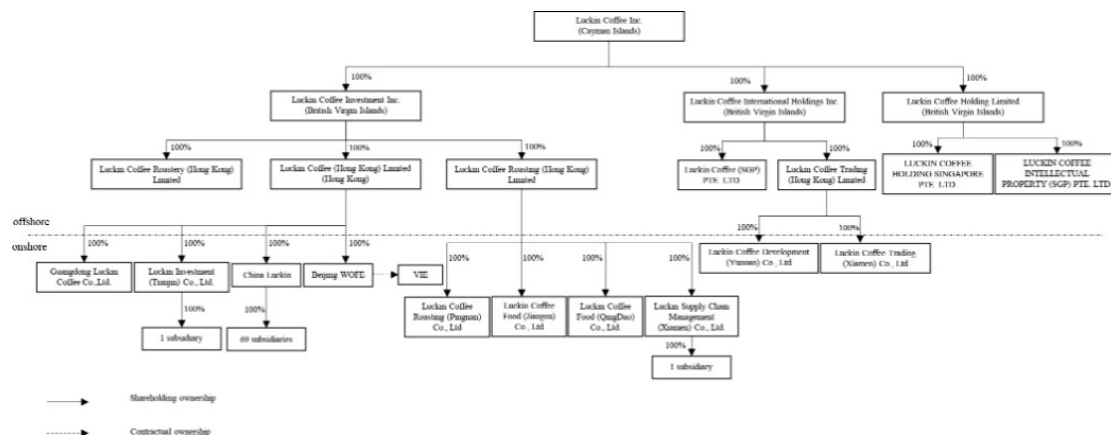 Luckin Coffee Inc.
(Cayman Islands)
100%
100%
100%
Luckin Coffee Investment Inc.
(British Virgin Islands)
Luckin Coffee International Holdings Inc.
(British Virgin Islands)
Luckin Coffee Holding Limited
(British Virgin Islands)
100%
100%
100%
100%
100%
100%
100%
Luckin Coffee Roastery (Hong Kong)
Limited
Luckin Coffee (Hong Kong) Limited
(Hong Kong)
Luckin Coffee Roasting (Hong Kong)
Limited
Luckin Coffee (SGP)
PTE. LTD
Luckin Coffee Trading
(Hong Kong) Limited
LUCKIN COFFEE
HOLDING SINGAPORE
PTE. LTD
LUCKIN COFFEE
INTELLECTUAL
PROPERTY (SGP) PTE. LTD.
offshore
onshore
100%
100%
100%
100%
100%
100%
Guangdong Luckin
Coffee Co.,Ltd.
Luckin Investment
(Tianjin) Co., Ltd.
China Luckin
Beijing WOFE
VIE
Luckin Coffee Development
(Yunnan) Co., Ltd
Luckin Coffee Trading
(Xiamen) Co., Ltd.
100%
100%
100%
100%
Luckin Coffee
Roasting (Pingnan)
Co., Ltd
Luckin Coffee
Food (Jiangsu) Co., Ltd
Luckin Coffee
Food (QingDao) Co., Ltd.
Luckin Supply Chain
Management
(Xiamen) Co., Ltd.
100%
100%
1 subsidiary
69 subsidiaries
100%
1 subsidiary
Shareholding ownership
Contractual ownership